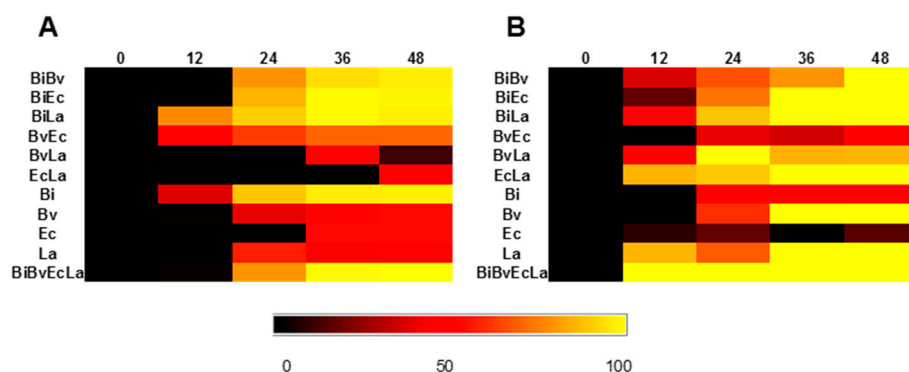 A B
0 12 24 36 48 0 12 24 36 48
BiBv BiBv
BiEc BiEc
BiLa BiLa
BvEc BvEc
BvLa BvLa
EcLa EcLa
Bi Bi
Bv Bv
Ec Ec
La La
BiBvEcLa BiBvEcLa
0 50 100